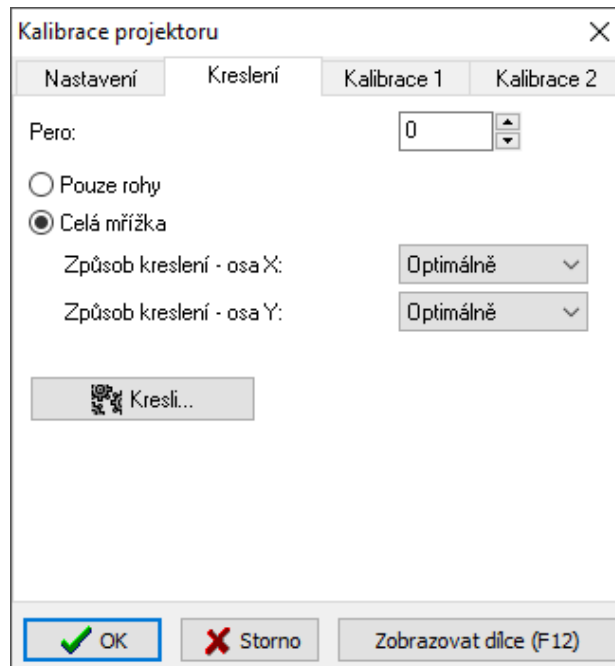 Kalibrace projektoru
Nastavení Kreslení Kalibrace 1 Kalibrace 2
Pero: 0
Pouze rohy
Celá mřížka
Způsob kreslení - osa X: Optimálně
Způsob kreslení - osa Y: Optimálně
Kresli...
OK Storno Zobrazovat dílce (F12)